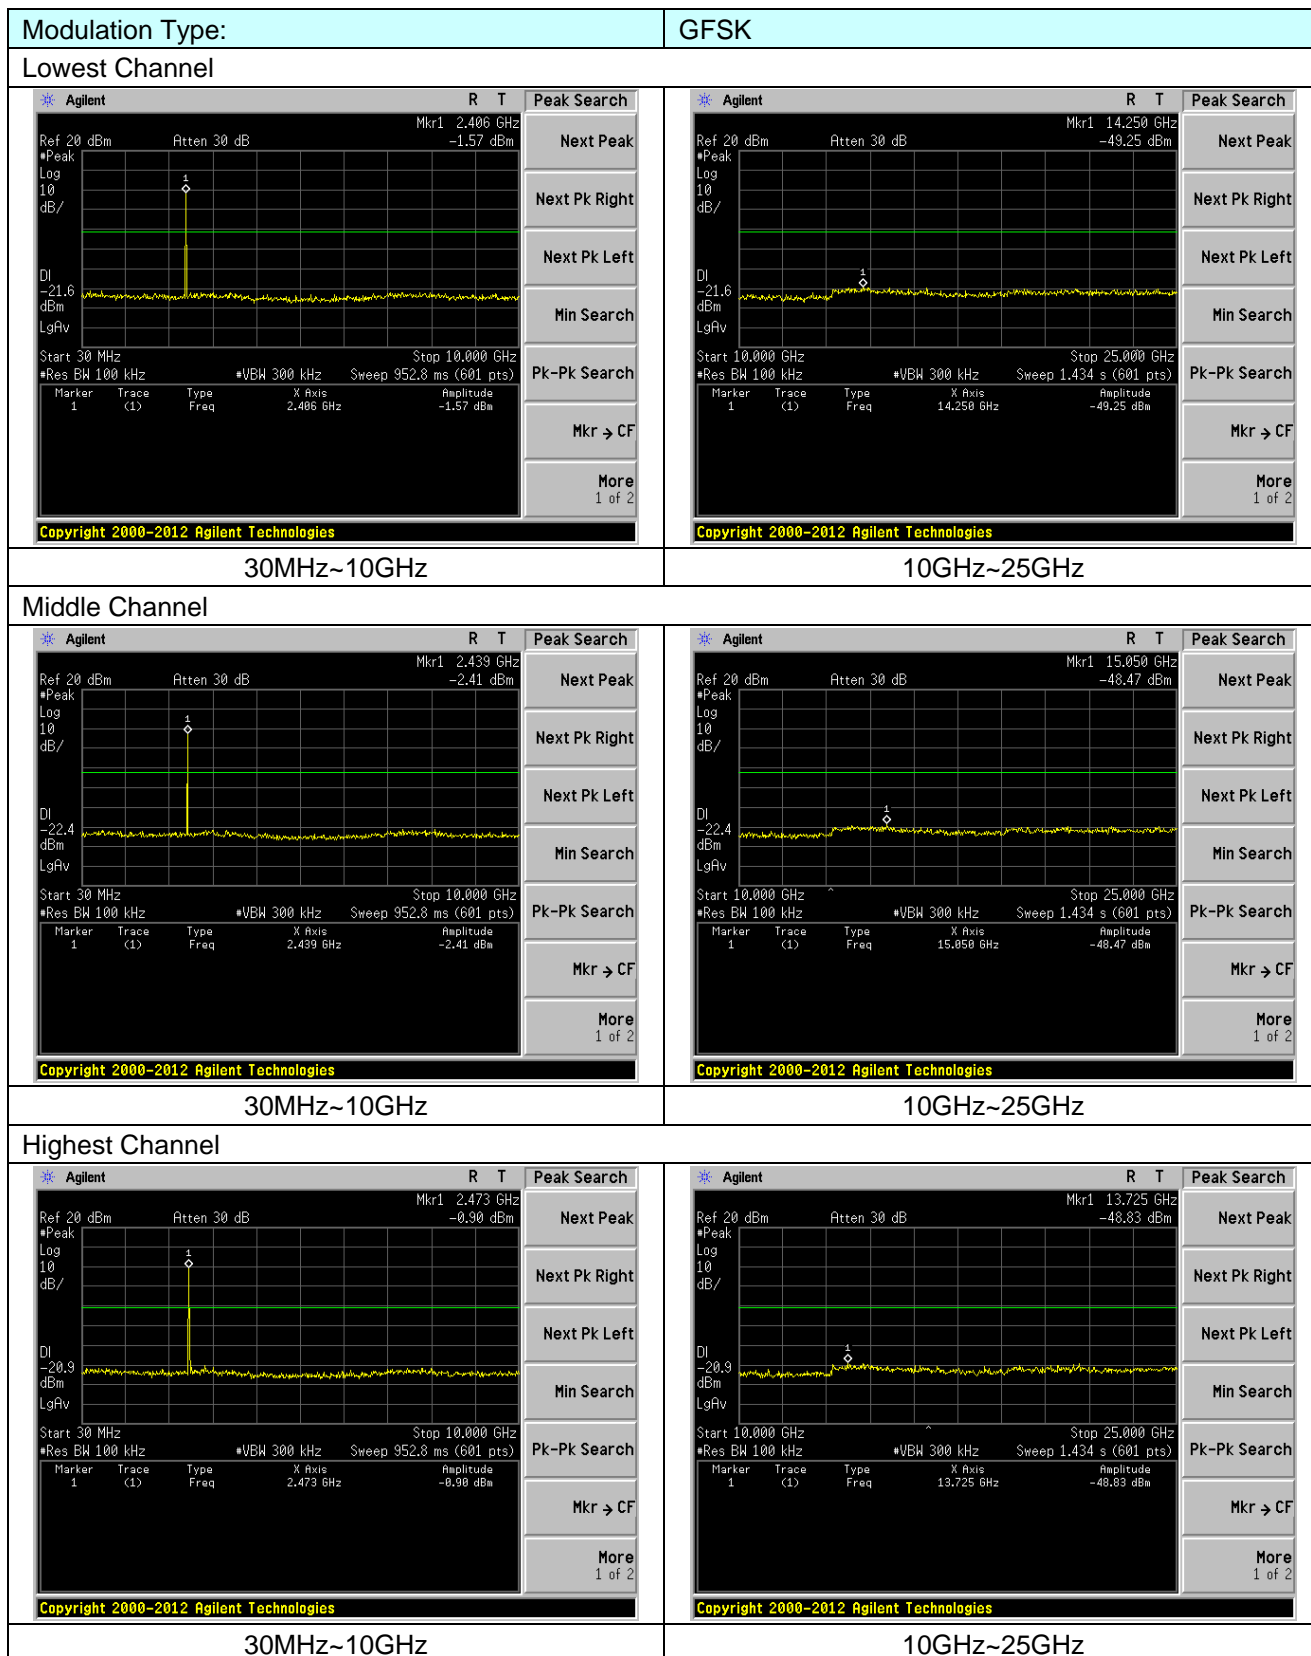 Modulation Type: GFSK
Lowest Channel
Agilent R T Peak Search
Mkr1 2.406 GHz
Ref 20 dBm Atten 30 dB -1.57 dBm
#Peak
Log
10
dB/
1
DI
-21.6
dBm
LgAv
Start 30 MHz Stop 10.000 GHz
#Res BW 100 kHz #VBW 300 kHz Sweep 952.8 ms (601 pts)
Marker Trace Type X Axis Amplitude
1 (1) Freq 2.406 GHz -1.57 dBm
Next Peak
Next Pk Right
Next Pk Left
Min Search
Pk-Pk Search
Mkr → CF
More
1 of 2
Copyright 2000-2012 Agilent Technologies
Agilent R T Peak Search
Mkr1 14.250 GHz
Ref 20 dBm Atten 30 dB -49.25 dBm
#Peak
Log
10
dB/
1
DI
-21.6
dBm
LgAv
Start 10.000 GHz Stop 25.000 GHz
#Res BW 100 kHz #VBW 300 kHz Sweep 1.434 s (601 pts)
Marker Trace Type X Axis Amplitude
1 (1) Freq 14.250 GHz -49.25 dBm
Next Peak
Next Pk Right
Next Pk Left
Min Search
Pk-Pk Search
Mkr → CF
More
1 of 2
Copyright 2000-2012 Agilent Technologies
30MHz~10GHz 10GHz~25GHz
Middle Channel
Agilent R T Peak Search
Mkr1 2.439 GHz
Ref 20 dBm Atten 30 dB -2.41 dBm
#Peak
Log
10
dB/
1
DI
-22.4
dBm
LgAv
Start 30 MHz Stop 10.000 GHz
#Res BW 100 kHz #VBW 300 kHz Sweep 952.8 ms (601 pts)
Marker Trace Type X Axis Amplitude
1 (1) Freq 2.439 GHz -2.41 dBm
Next Peak
Next Pk Right
Next Pk Left
Min Search
Pk-Pk Search
Mkr → CF
More
1 of 2
Copyright 2000-2012 Agilent Technologies
Agilent R T Peak Search
Mkr1 15.050 GHz
Ref 20 dBm Atten 30 dB -48.47 dBm
#Peak
Log
10
dB/
1
DI
-22.4
dBm
LgAv
Start 10.000 GHz ^ Stop 25.000 GHz
#Res BW 100 kHz #VBW 300 kHz Sweep 1.434 s (601 pts)
Marker Trace Type X Axis Amplitude
1 (1) Freq 15.050 GHz -48.47 dBm
Next Peak
Next Pk Right
Next Pk Left
Min Search
Pk-Pk Search
Mkr → CF
More
1 of 2
Copyright 2000-2012 Agilent Technologies
30MHz~10GHz 10GHz~25GHz
Highest Channel
Agilent R T Peak Search
Mkr1 2.473 GHz
Ref 20 dBm Atten 30 dB -0.90 dBm
#Peak
Log
10
dB/
1
DI
-20.9
dBm
LgAv
Start 30 MHz Stop 10.000 GHz
#Res BW 100 kHz #VBW 300 kHz Sweep 952.8 ms (601 pts)
Marker Trace Type X Axis Amplitude
1 (1) Freq 2.473 GHz -0.90 dBm
Next Peak
Next Pk Right
Next Pk Left
Min Search
Pk-Pk Search
Mkr → CF
More
1 of 2
Copyright 2000-2012 Agilent Technologies
Agilent R T Peak Search
Mkr1 13.725 GHz
Ref 20 dBm Atten 30 dB -48.83 dBm
#Peak
Log
10
dB/
1
DI
-20.9
dBm
LgAv
Start 10.000 GHz ^ Stop 25.000 GHz
#Res BW 100 kHz #VBW 300 kHz Sweep 1.434 s (601 pts)
Marker Trace Type X Axis Amplitude
1 (1) Freq 13.725 GHz -48.83 dBm
Next Peak
Next Pk Right
Next Pk Left
Min Search
Pk-Pk Search
Mkr → CF
More
1 of 2
Copyright 2000-2012 Agilent Technologies
30MHz~10GHz 10GHz~25GHz